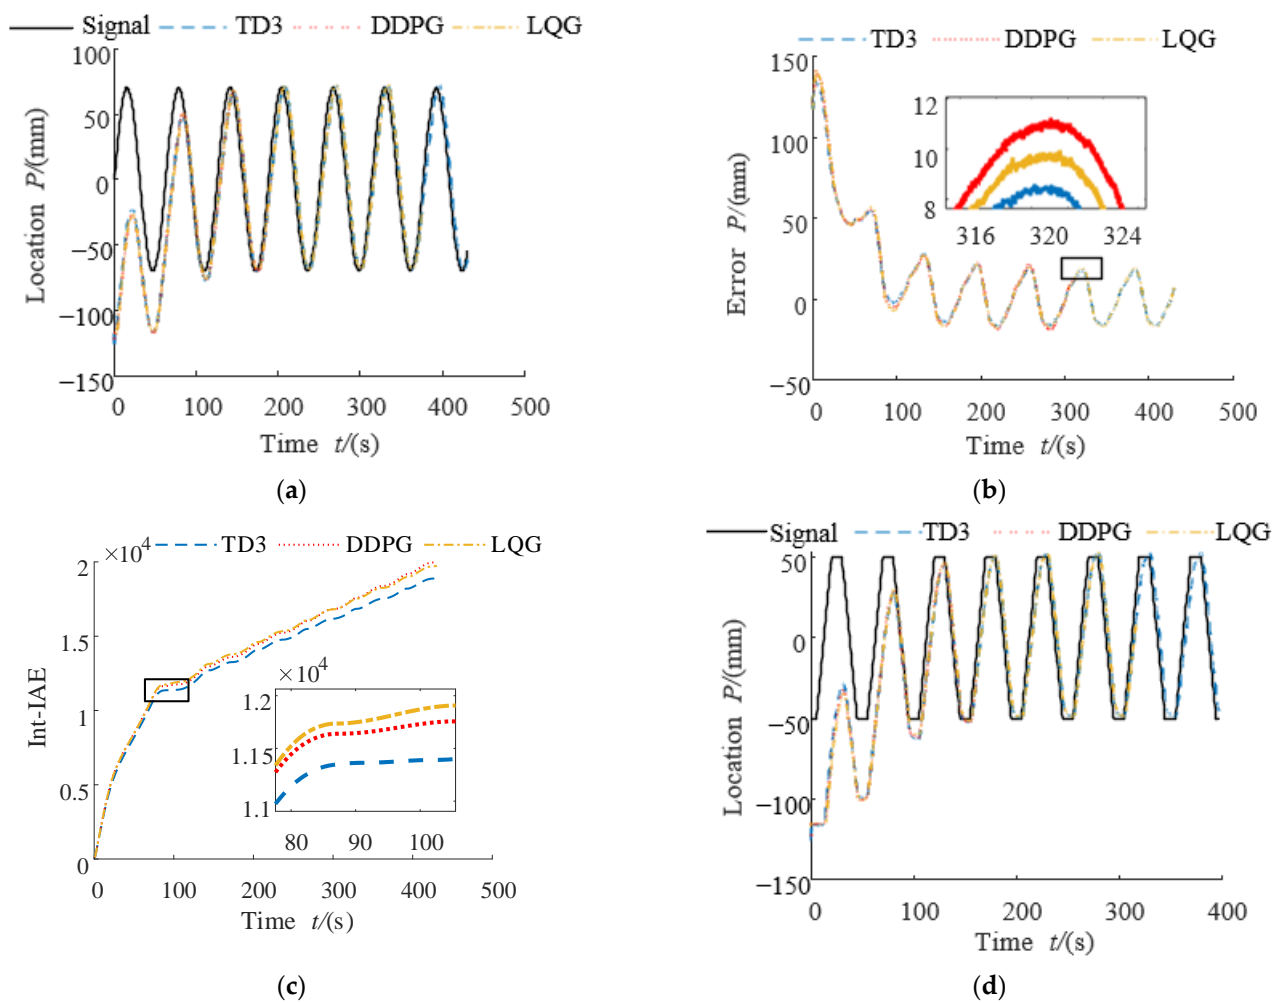 Signal TD3 DDPG LQG
100
50
0
−50
−100
−150
Location P/(mm)
0 100 200 300 400 500
Time t/(s)
(a)
TD3 DDPG LQG
150
100
50
0
−50
Error P/(mm)
12
10
8
316 320 324
0 100 200 300 400 500
Time t/(s)
(b)
TD3 DDPG LQG
×10⁴
2
1.5
1
0.5
0
Int-IAE
×10⁴
1.2
1.15
1.1
80 90 100
0 100 200 300 400 500
Time t/(s)
(c)
Signal TD3 DDPG LQG
50
0
−50
−100
−150
Location P/(mm)
0 100 200 300 400
Time t/(s)
(d)